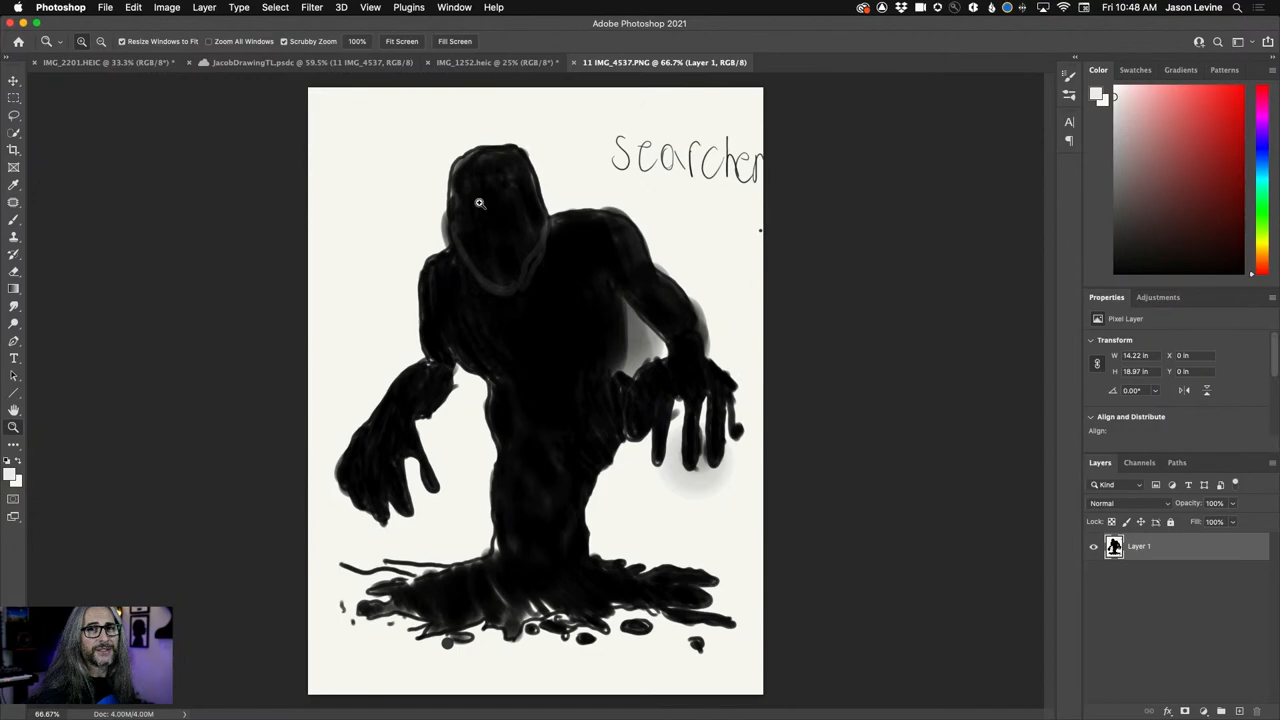 Photoshop File Edit Image Layer Type Select Filter 3D View Plugins Window Help Fri 10:48 AM Jason Levine
Adobe Photoshop 2021
Resize Windows to Fit Zoom All Windows Scrubby Zoom 100% Fit Screen Fill Screen
IMG_2201.HEIC @ 33.3% (RGB/8*) * JacobDrawingTL.psdc @ 59.5% (11 IMG_4537, RGB/8) IMG_1252.heic @ 25% (RGB/8*) * 11 IMG_4537.PNG @ 66.7% (Layer 1, RGB/8)
Color Swatches Gradients Patterns
searcher
Properties Adjustments
Pixel Layer
Transform
W 14.22 in X 0 in
H 18.97 in Y 0 in
0.00°
Align and Distribute
Align:
Layers Channels Paths
Kind
Normal Opacity: 100%
Lock: Fill: 100%
Layer 1
66.67% Doc: 4.00M/4.00M